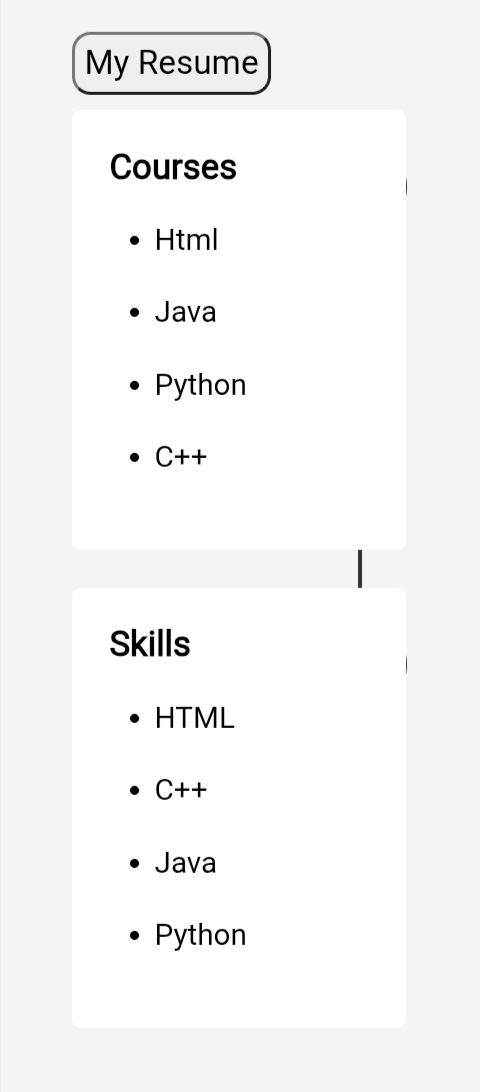 My Resume
Courses
Html
Java
Python
C++
Skills
HTML
C++
Java
Python